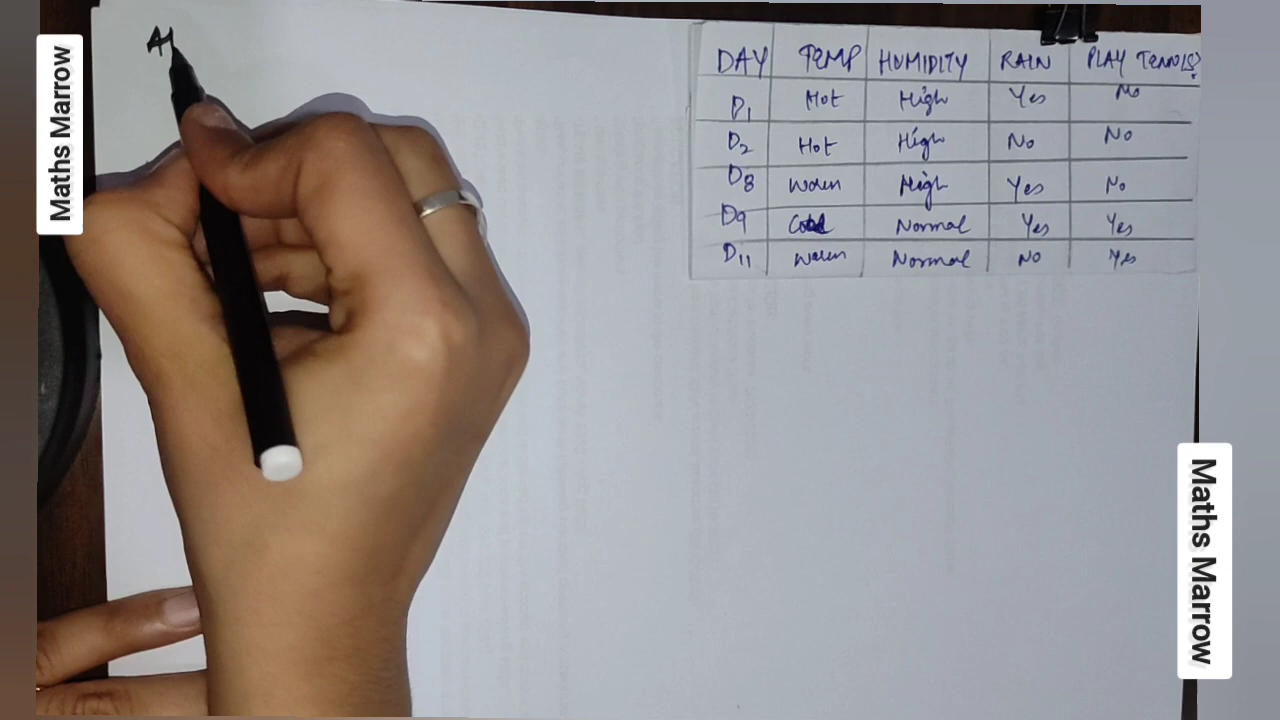 Maths Marrow
DAY TEMP HUMIDITY RAIN PLAY TENNIS?
D1 Hot High Yes No
D2 Hot High No No
D8 Warm High Yes No
D9 Normal Yes Yes
D11 Warm Normal No Yes
Maths Marrow